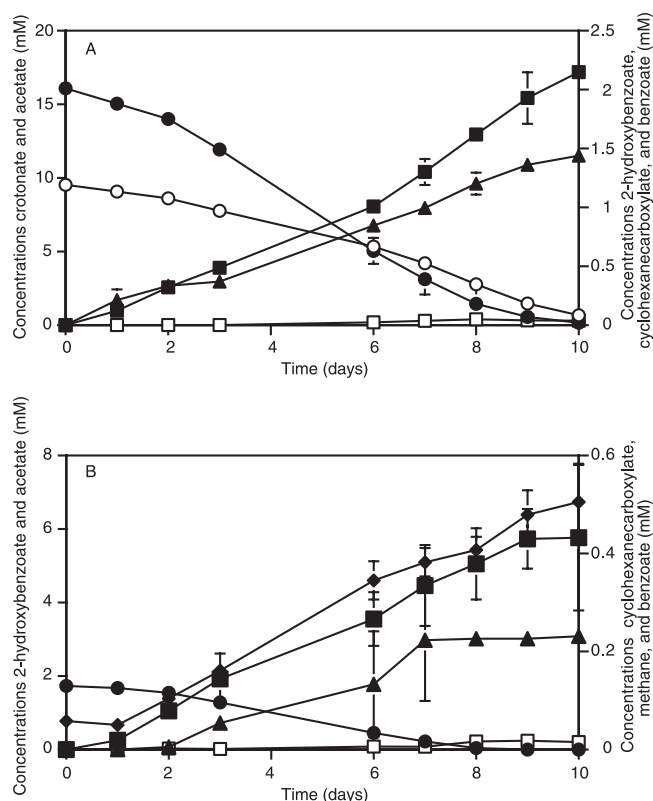 A
Concentrations crotonate and acetate (mM)
20
15
10
5
0
Concentrations 2-hydroxybenzoate,
cyclohexanecarboxylate, and benzoate (mM)
2.5
2
1.5
1
0.5
0
0 2 4 6 8 10
Time (days)
B
Concentrations 2-hydroxybenzoate and acetate (mM)
8
6
4
2
0
Concentrations cyclohexanecarboxylate,
methane, and benzoate (mM)
0.6
0.4
0.2
0
0 2 4 6 8 10
Time (days)